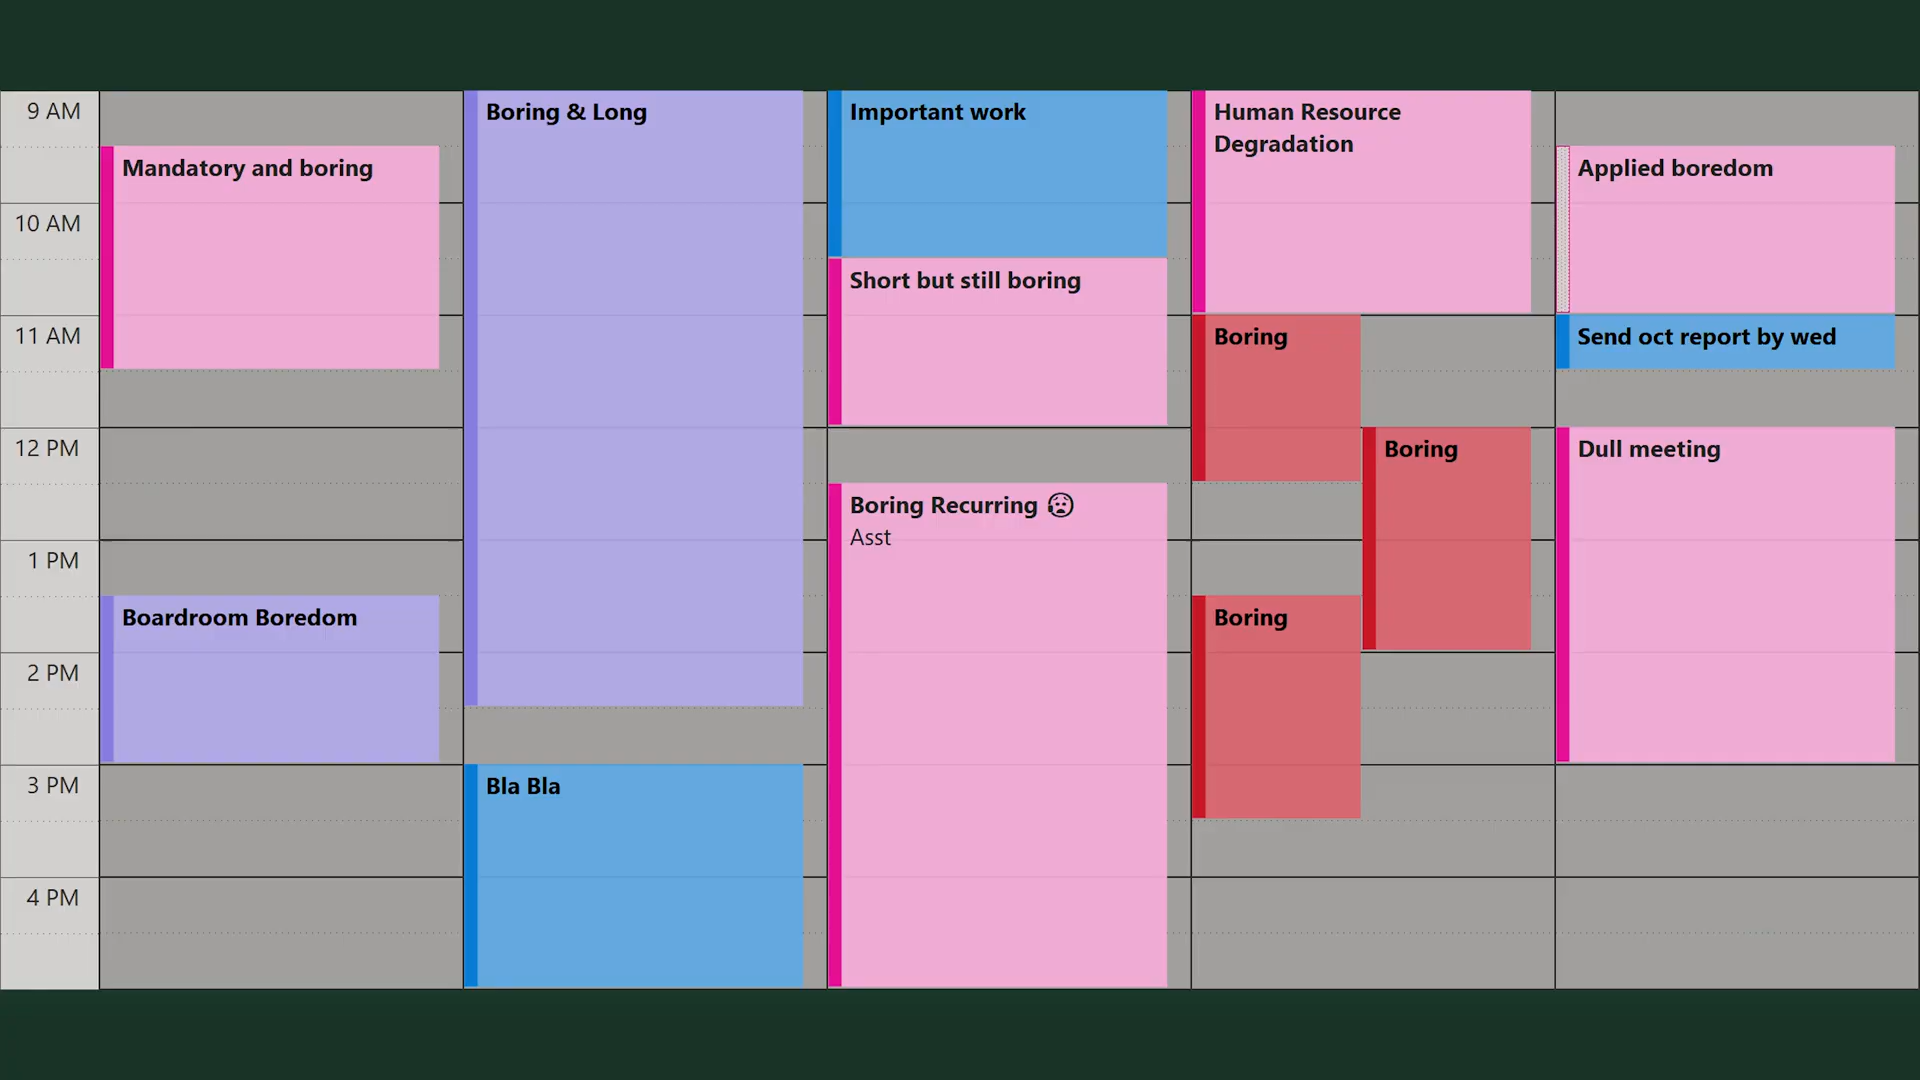 9 AM
10 AM
11 AM
12 PM
1 PM
2 PM
3 PM
4 PM
Mandatory and boring
Boardroom Boredom
Boring & Long
Bla Bla
Important work
Short but still boring
Boring Recurring 😥
Asst
Human Resource
Degradation
Boring
Boring
Boring
Applied boredom
Send oct report by wed
Dull meeting